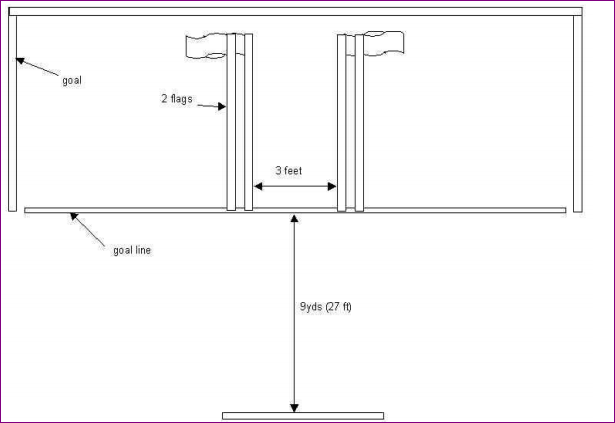 goal
2 flags
3 feet
goal line
9yds (27 ft)